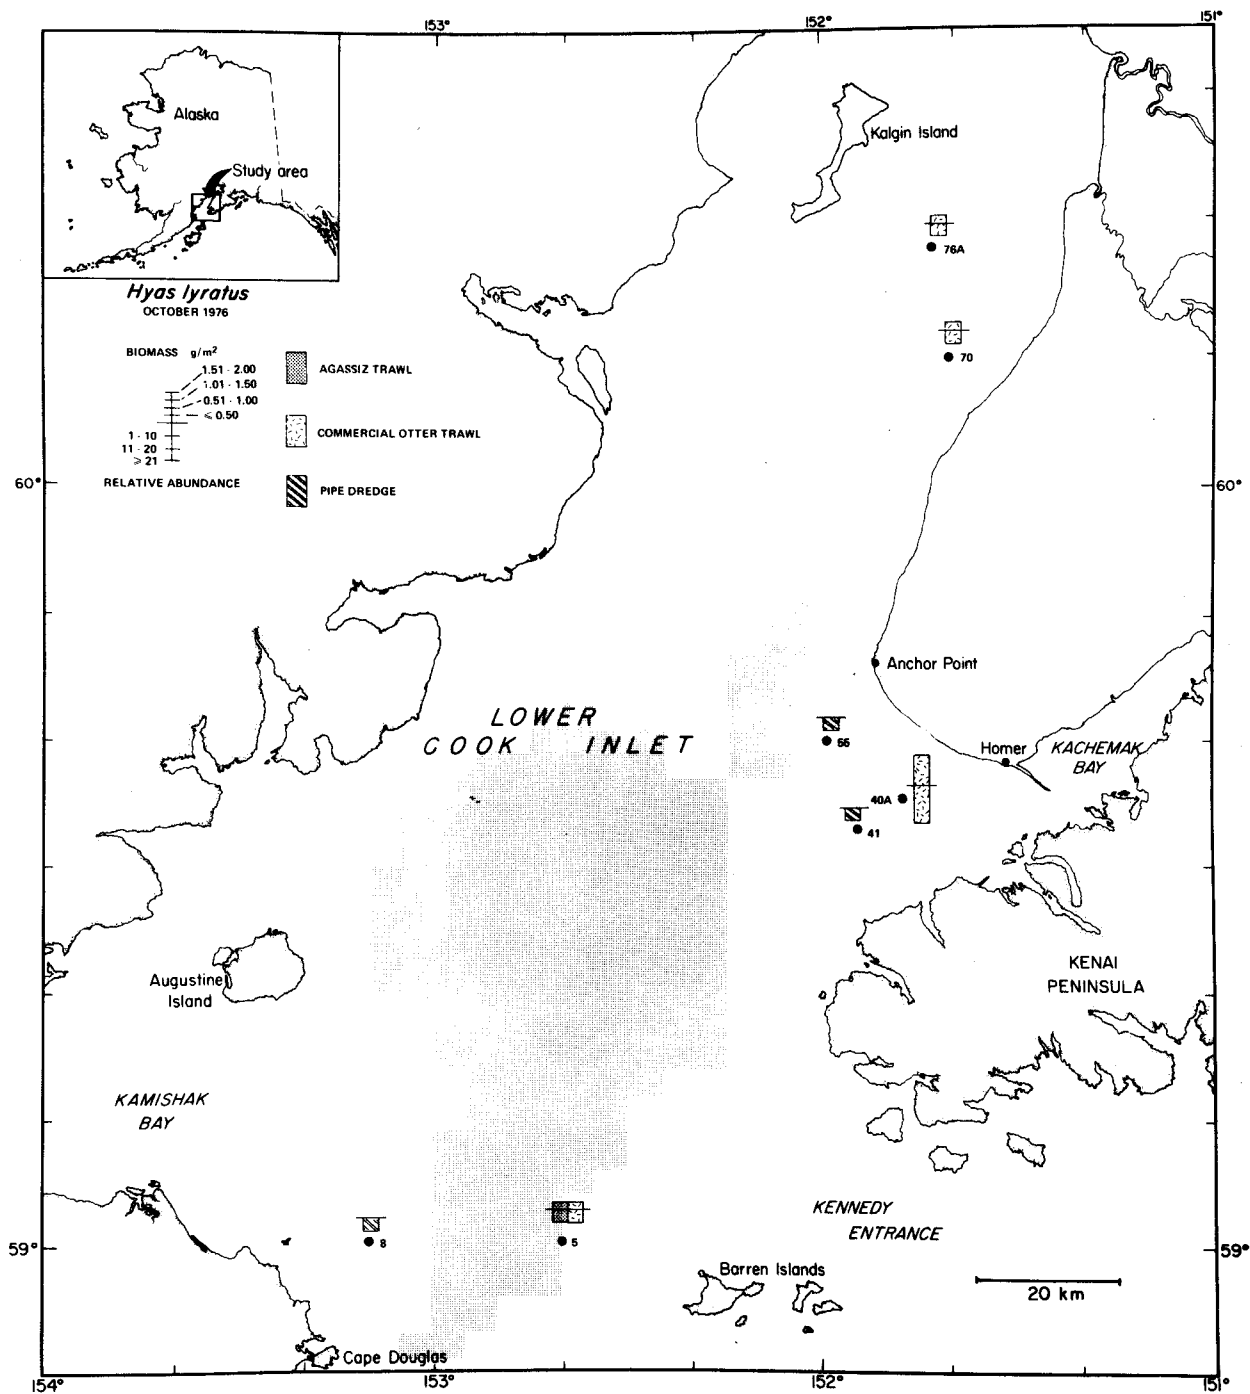 153°
152°
151°
Alaska
Study area
Kalgin Island
76A
Hyas lyratus
OCTOBER 1976
BIOMASS g/m²
1.51 - 2.00
1.01 - 1.50
0.51 - 1.00
≤ 0.50
1 - 10
11 - 20
≥ 21
RELATIVE ABUNDANCE
AGASSIZ TRAWL
COMMERCIAL OTTER TRAWL
PIPE DREDGE
70
60°
60°
Anchor Point
LOWER
COOK INLET
Homer
KACHEMAK
BAY
40A
41
Augustine
Island
KENAI
PENINSULA
KAMISHAK
BAY
KENNEDY
ENTRANCE
8
5
59°
59°
Barren Islands
20 km
Cape Douglas
154°
153°
152°
151°